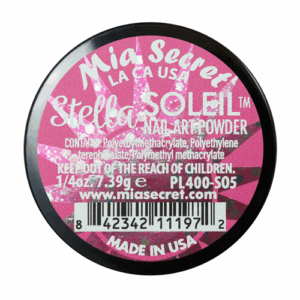 Mia Secret
LA CA USA
Stella SOLEIL™
NAIL ART POWDER
CONTAINS: Polyethylmethacrylate, Polyethylene
terephthalate, Polymethyl methacrylate
KEEP OUT OF THE REACH OF CHILDREN.
1/4oz. 7.39g e PL400-S05
www.miasecret.com
8 42342 11197 2
MADE IN USA